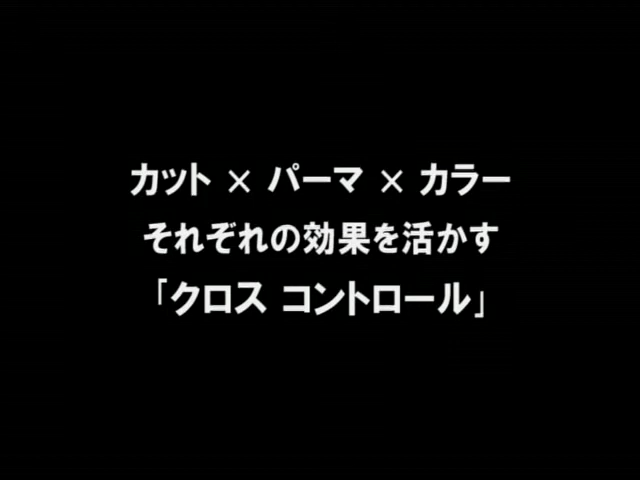 カット × パーマ × カラー
それぞれの効果を活かす
「クロス コントロール」